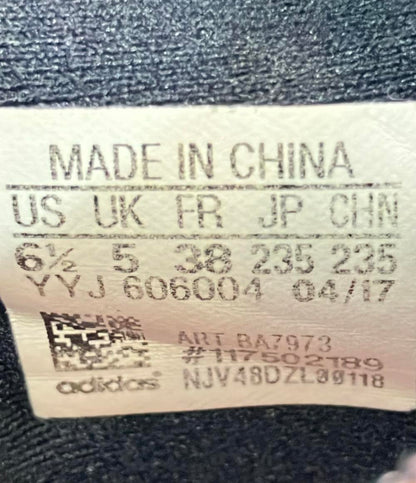 MADE IN CHINA
US UK FR JP CHN
6½ 5 38 235 235
YYJ 606004 04/17
ART BA7973
#117502189
adidas NJV48DZL00118